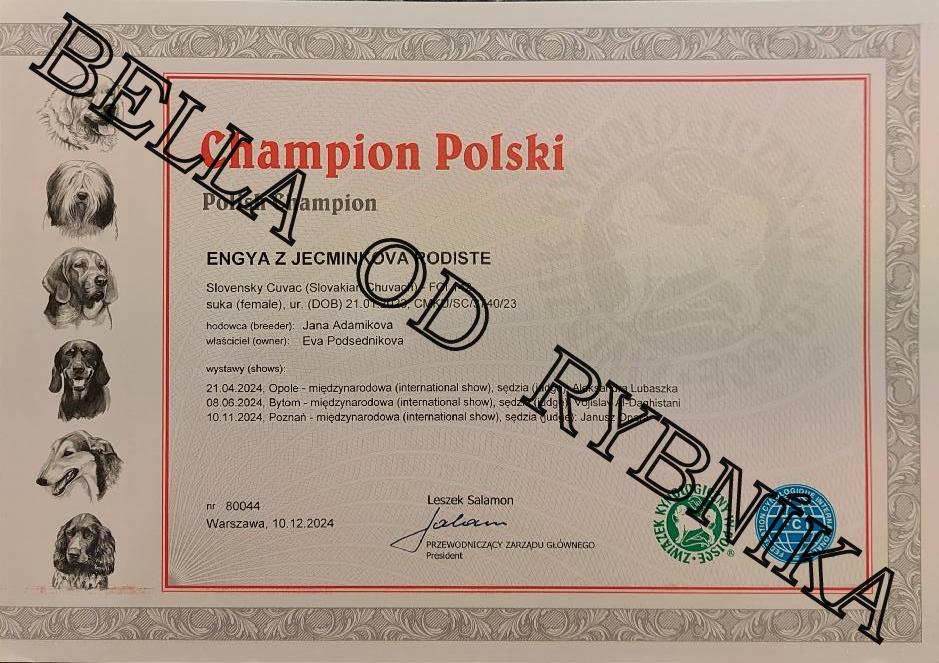 BELLA OD RYBNÍKA
Champion Polski
Polish Champion
ENGYA Z JECMINKOVA RODISTE
Slovensky Cuvac (Slovakian Chuvach) - FCI
suka (female), ur. (DOB) 21.01.2023, CMKU/SC/
hodowca (breeder): Jana Adamikova
właściciel (owner): Eva Podsednikova
wystawy (shows):
21.04.2024, Opole - międzynarodowa (international show), sędzia (judge): Aleksandra Lubaszka
08.06.2024, Bytom - międzynarodowa (international show), sędzia (judge): Vojislav Al-Daghistani
10.11.2024, Poznań - międzynarodowa (international show), sędzia (judge): Janusz
nr 80044
Warszawa, 10.12.2024
Leszek Salamon
PRZEWODNICZĄCY ZARZĄDU GŁÓWNEGO
President
ZWIĄZEK KYNOLOGICZNY W POLSCE ®